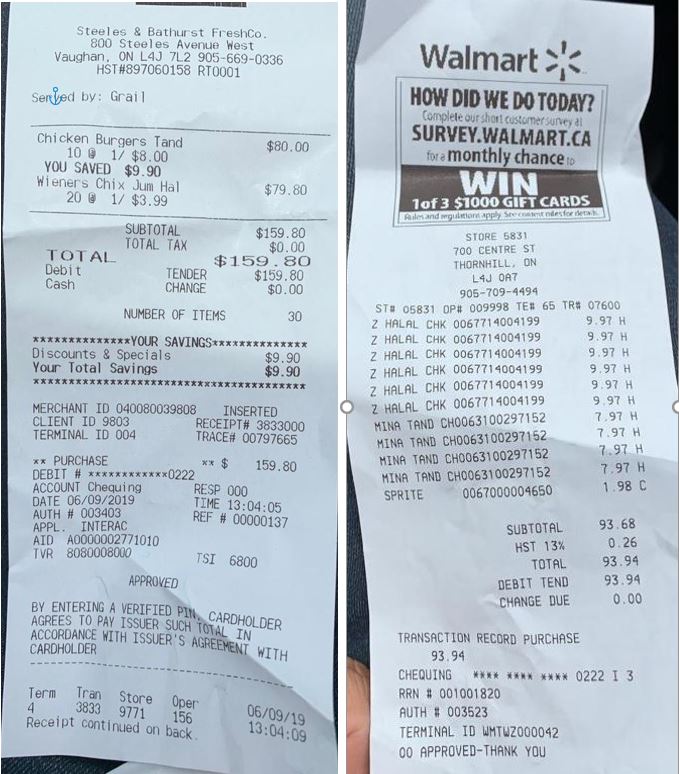 Steeles & Bathurst FreshCo.
800 Steeles Avenue West
Vaughan, ON L4J 7L2 905-669-0336
HST#897060158 RT0001
Served by: Grail
Chicken Burgers Tand $80.00
10 @ 1/ $8.00
YOU SAVED $9.90
Wieners Chix Jum Hal $79.80
20 @ 1/ $3.99
SUBTOTAL $159.80
TOTAL TAX $0.00
TOTAL $159.80
Debit TENDER $159.80
Cash CHANGE $0.00
NUMBER OF ITEMS 30
**************YOUR SAVINGS**************
Discounts & Specials $9.90
Your Total Savings $9.90
****************************************
MERCHANT ID 040080039808 INSERTED
CLIENT ID 9803 RECEIPT# 3833000
TERMINAL ID 004 TRACE# 00797665
** PURCHASE ** $ 159.80
DEBIT # ************0222
ACCOUNT Chequing RESP 000
DATE 06/09/2019 TIME 13:04:05
AUTH # 003403 REF # 00000137
APPL. INTERAC
AID A0000002771010
TVR 8080008000 TSI 6800
APPROVED
BY ENTERING A VERIFIED PIN, CARDHOLDER
AGREES TO PAY ISSUER SUCH TOTAL IN
ACCORDANCE WITH ISSUER'S AGREEMENT WITH
CARDHOLDER
Term Tran Store Oper
4 3833 9771 156 06/09/19
Receipt continued on back. 13:04:09
Walmart
HOW DID WE DO TODAY?
Complete our short customer survey at
SURVEY.WALMART.CA
for a monthly chance to
WIN
1 of 3 $1000 GIFT CARDS
Rules and regulations apply. See contest rules for details.
STORE 5831
700 CENTRE ST
THORNHILL, ON
L4J 0A7
905-709-4494
ST# 05831 OP# 009998 TE# 65 TR# 07600
Z HALAL CHK 0067714004199 9.97 H
Z HALAL CHK 0067714004199 9.97 H
Z HALAL CHK 0067714004199 9.97 H
Z HALAL CHK 0067714004199 9.97 H
Z HALAL CHK 0067714004199 9.97 H
Z HALAL CHK 0067714004199 9.97 H
MINA TAND CH0063100297152 7.97 H
MINA TAND CH0063100297152 7.97 H
MINA TAND CH0063100297152 7.97 H
MINA TAND CH0063100297152 7.97 H
SPRITE 0067000004650 1.98 C
SUBTOTAL 93.68
HST 13% 0.26
TOTAL 93.94
DEBIT TEND 93.94
CHANGE DUE 0.00
TRANSACTION RECORD PURCHASE
93.94
CHEQUING **** **** **** 0222 I 3
RRN # 001001820
AUTH # 003523
TERMINAL ID WMTWZ000042
00 APPROVED-THANK YOU